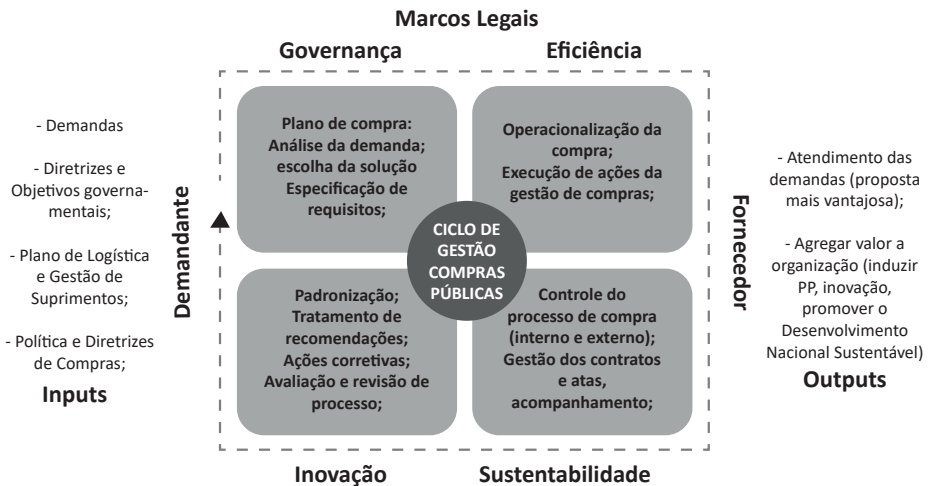 Marcos Legais
Governança
Eficiência
- Demandas
- Diretrizes e
Objetivos governa-
mentais;
- Plano de Logística
e Gestão de
Suprimentos;
- Política e Diretrizes
de Compras;
Inputs
Demandante
Plano de compra:
Análise da demanda;
escolha da solução
Especificação de
requisitos;
Operacionalização da
compra;
Execução de ações da
gestão de compras;
CICLO DE
GESTÃO
COMPRAS
PÚBLICAS
Padronização;
Tratamento de
recomendações;
Ações corretivas;
Avaliação e revisão de
processo;
Controle do
processo de compra
(interno e externo);
Gestão dos contratos
e atas,
acompanhamento;
Fornecedor
- Atendimento das
demandas (proposta
mais vantajosa);
- Agregar valor a
organização (induzir
PP, inovação,
promover o
Desenvolvimento
Nacional Sustentável)
Outputs
Inovação
Sustentabilidade